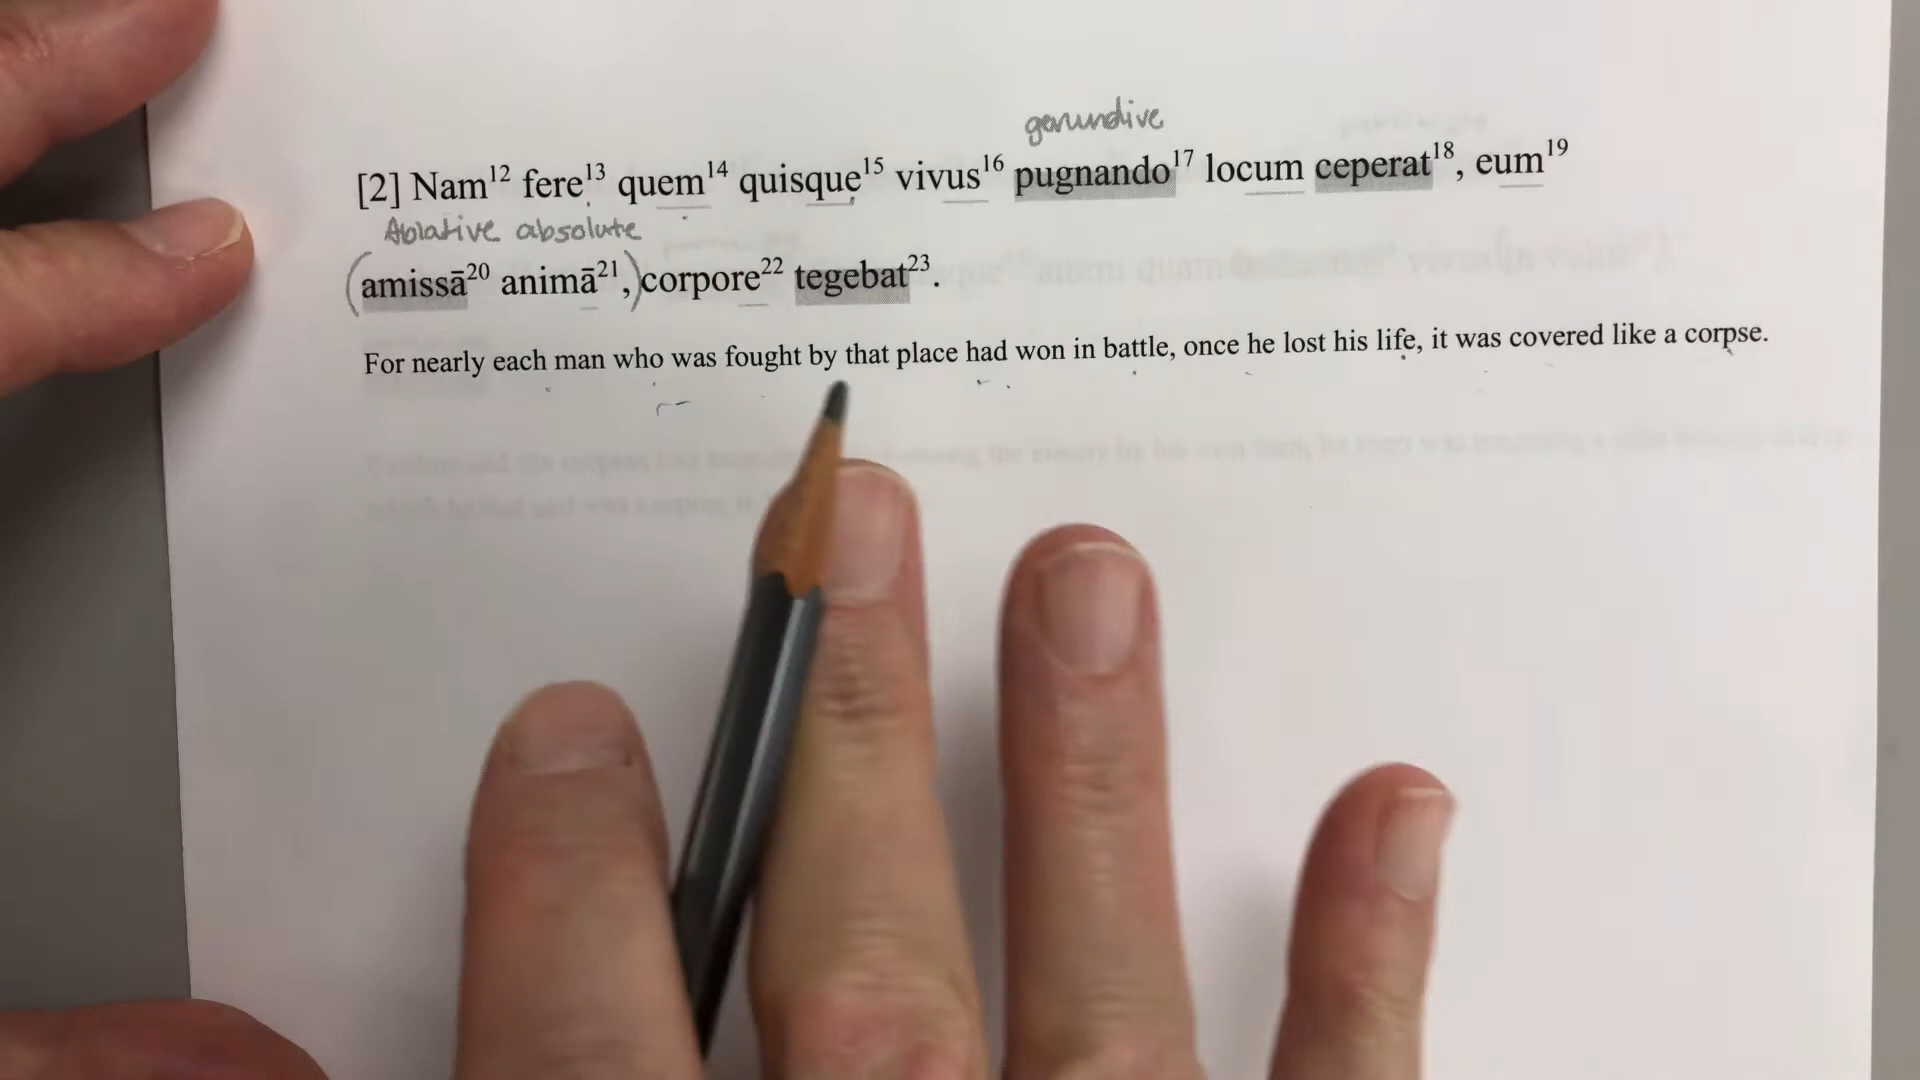 gerundive
[2] Nam¹² fere¹³ quem¹⁴ quisque¹⁵ vivus¹⁶ pugnando¹⁷ locum ceperat¹⁸, eum¹⁹
Ablative absolute
(amissā²⁰ animā²¹,) corpore²² tegebat²³.
For nearly each man who was fought by that place had won in battle, once he lost his life, it was covered like a corpse.